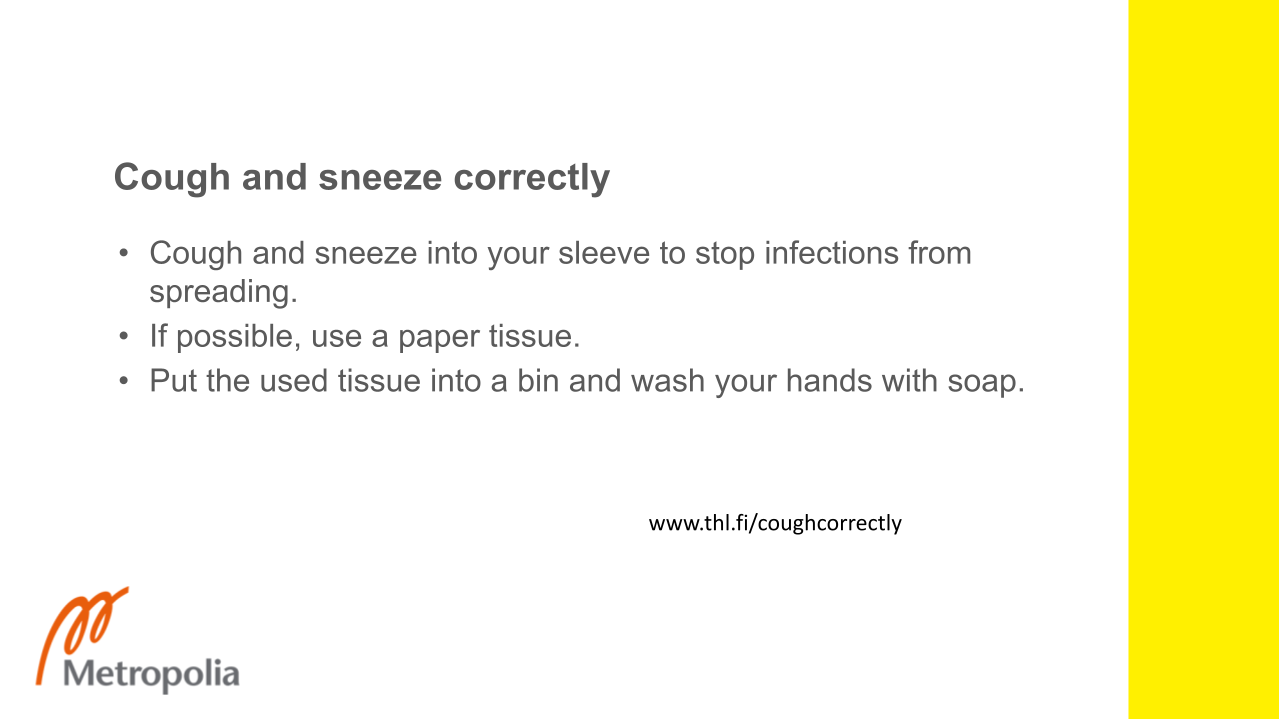 Cough and sneeze correctly
• Cough and sneeze into your sleeve to stop infections from
spreading.
• If possible, use a paper tissue.
• Put the used tissue into a bin and wash your hands with soap.
www.thl.fi/coughcorrectly
Metropolia